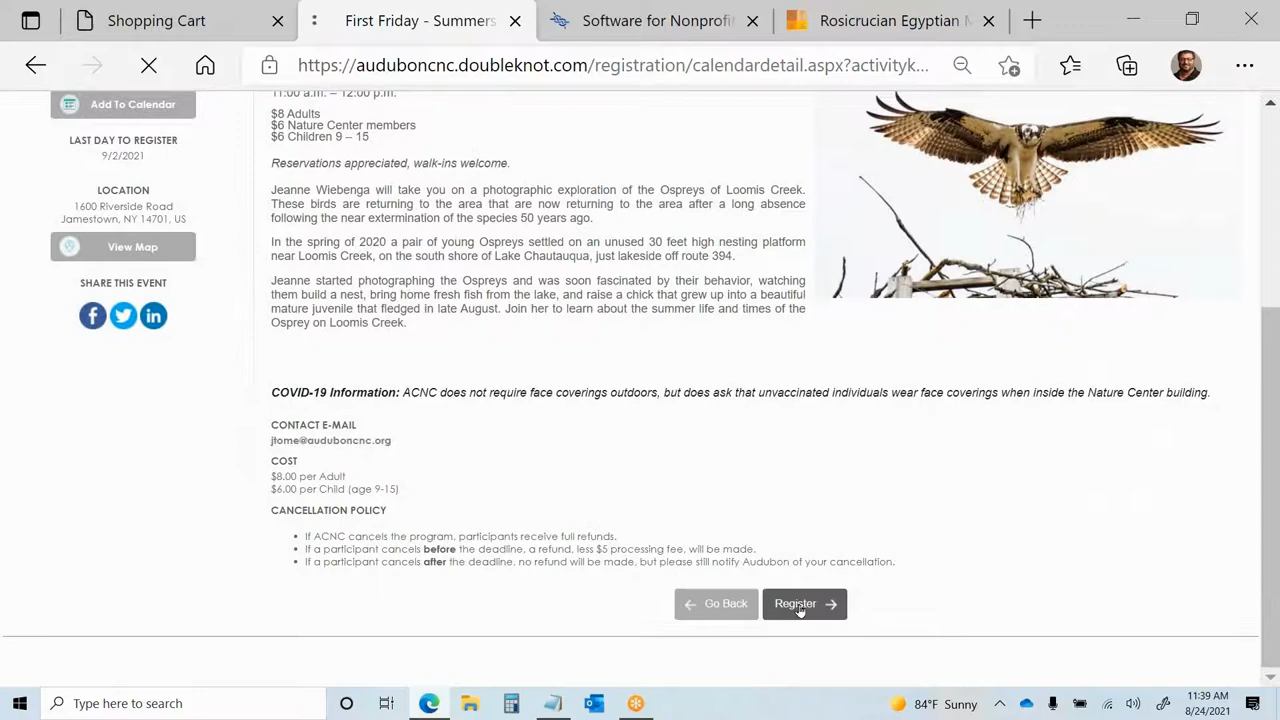 Shopping Cart
First Friday - Summers
Software for Nonprofi
Rosicrucian Egyptian M
https://auduboncnc.doubleknot.com/registration/calendardetail.aspx?activityk...
Add To Calendar
LAST DAY TO REGISTER
9/2/2021
LOCATION
1600 Riverside Road
Jamestown, NY 14701, US
View Map
SHARE THIS EVENT
11:00 a.m. – 12:00 p.m.
$8 Adults
$6 Nature Center members
$6 Children 9 – 15
Reservations appreciated, walk-ins welcome.
Jeanne Wiebenga will take you on a photographic exploration of the Ospreys of Loomis Creek.
These birds are returning to the area that are now returning to the area after a long absence
following the near extermination of the species 50 years ago.
In the spring of 2020 a pair of young Ospreys settled on an unused 30 feet high nesting platform
near Loomis Creek, on the south shore of Lake Chautauqua, just lakeside off route 394.
Jeanne started photographing the Ospreys and was soon fascinated by their behavior, watching
them build a nest, bring home fresh fish from the lake, and raise a chick that grew up into a beautiful
mature juvenile that fledged in late August. Join her to learn about the summer life and times of the
Osprey on Loomis Creek.
COVID-19 Information: ACNC does not require face coverings outdoors, but does ask that unvaccinated individuals wear face coverings when inside the Nature Center building.
CONTACT E-MAIL
jtome@auduboncnc.org
COST
$8.00 per Adult
$6.00 per Child (age 9-15)
CANCELLATION POLICY
• If ACNC cancels the program, participants receive full refunds.
• If a participant cancels before the deadline, a refund, less $5 processing fee, will be made.
• If a participant cancels after the deadline, no refund will be made, but please still notify Audubon of your cancellation.
Go Back
Register
Type here to search
84°F Sunny
11:39 AM
8/24/2021